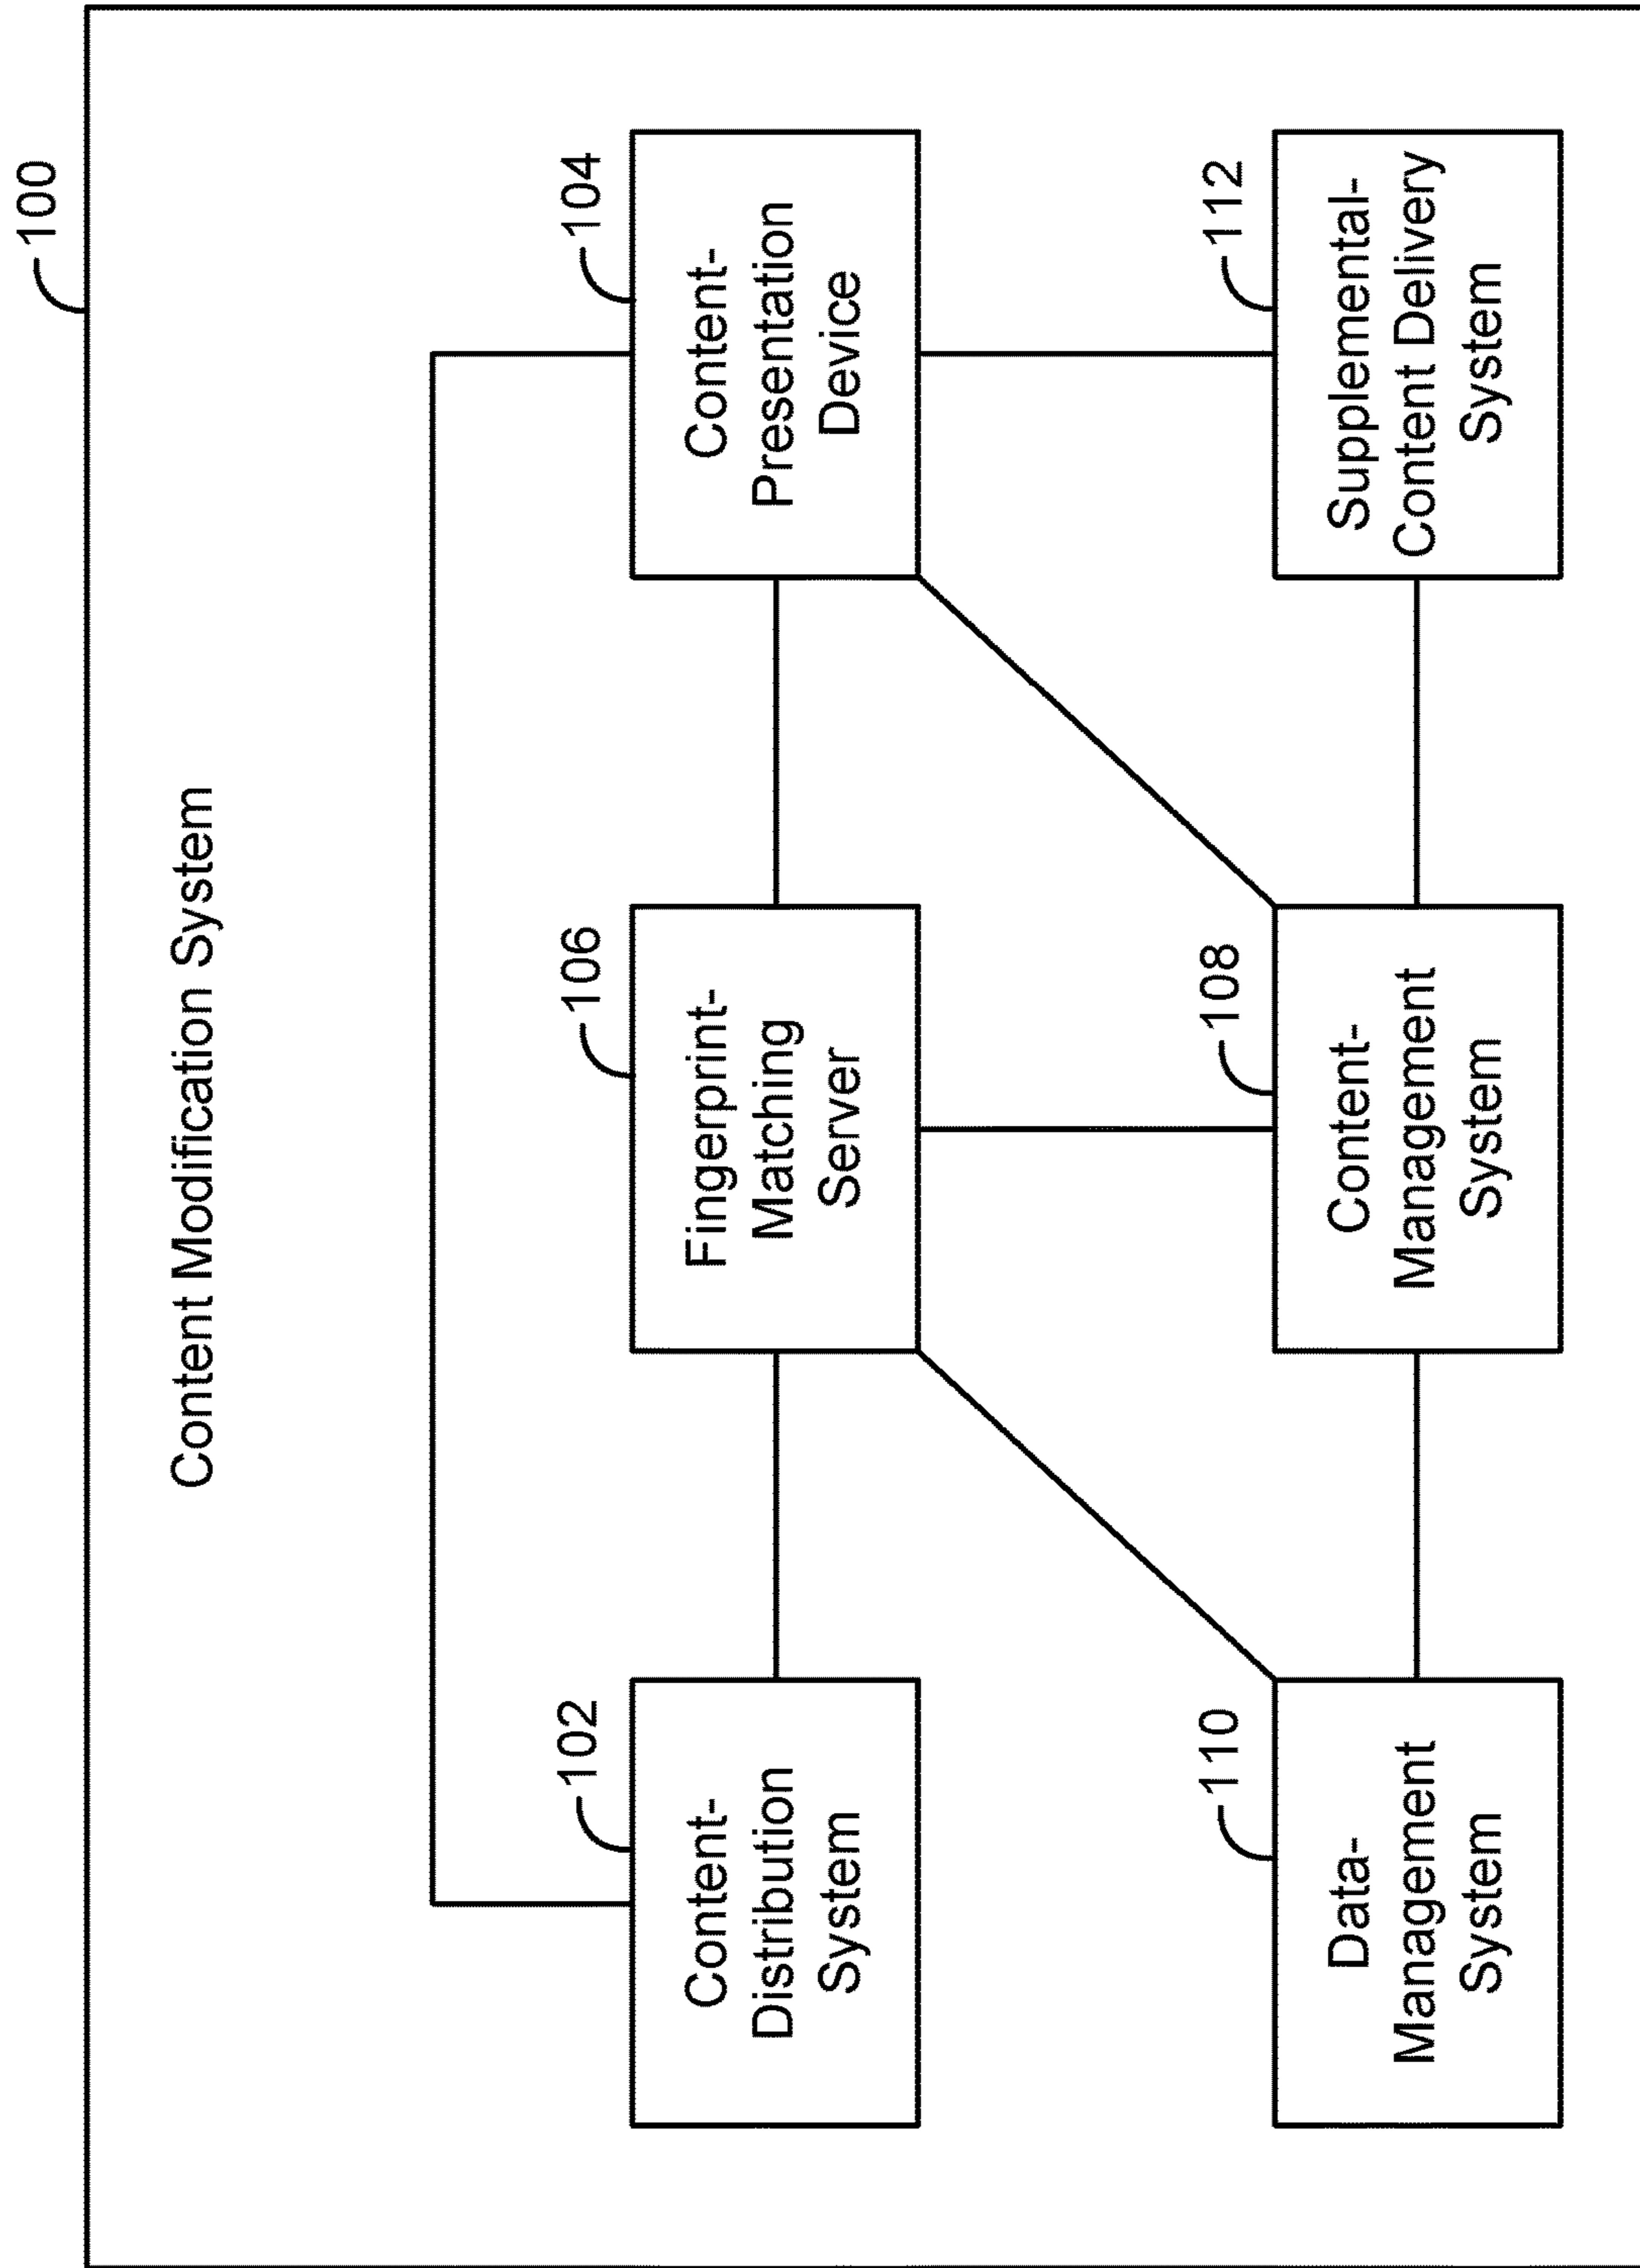 100
Content Modification System
102
Content-
Distribution
System
106
Fingerprint-
Matching
Server
104
Content-
Presentation
Device
110
Data-
Management
System
108
Content-
Management
System
112
Supplemental-
Content Delivery
System